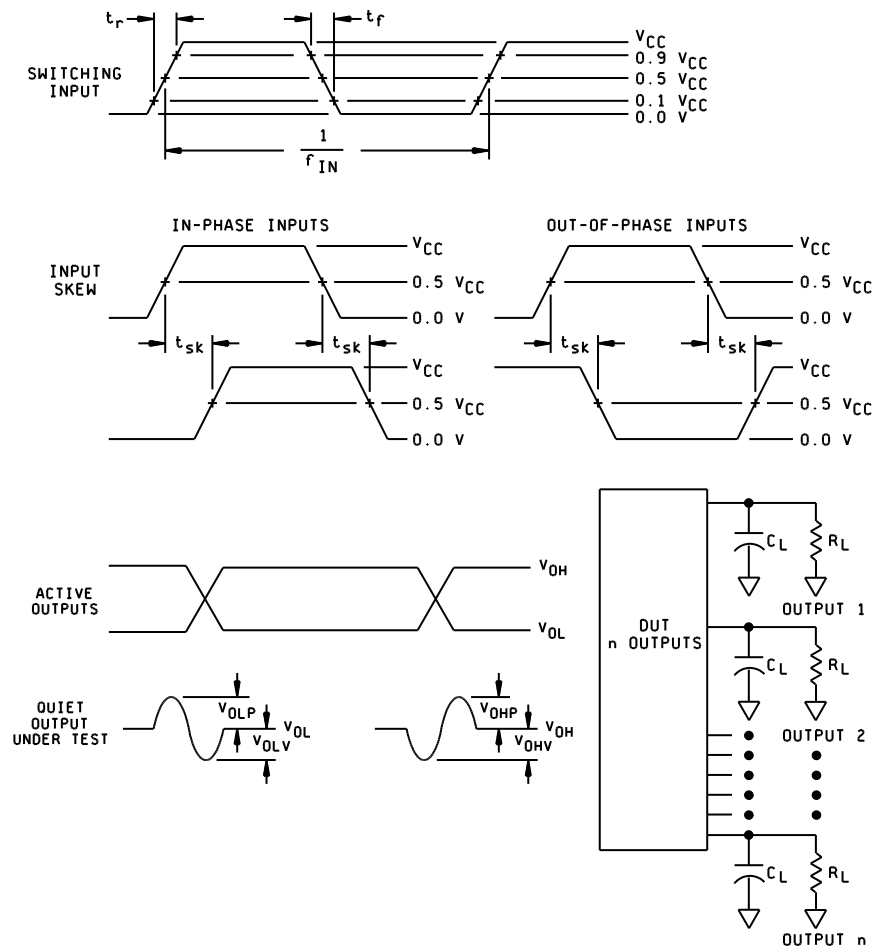 t_r
t_f
SWITCHING
INPUT
V_CC
0.9 V_CC
0.5 V_CC
0.1 V_CC
0.0 V
1
f_IN
IN-PHASE INPUTS
OUT-OF-PHASE INPUTS
INPUT
SKEW
V_CC
0.5 V_CC
0.0 V
V_CC
0.5 V_CC
0.0 V
t_sk
t_sk
t_sk
t_sk
V_CC
0.5 V_CC
0.0 V
V_CC
0.5 V_CC
0.0 V
ACTIVE
OUTPUTS
V_OH
V_OL
QUIET
OUTPUT
UNDER TEST
V_OLP
V_OLV
V_OL
V_OHP
V_OHV
V_OH
DUT
n OUTPUTS
C_L
R_L
OUTPUT 1
C_L
R_L
OUTPUT 2
C_L
R_L
OUTPUT n